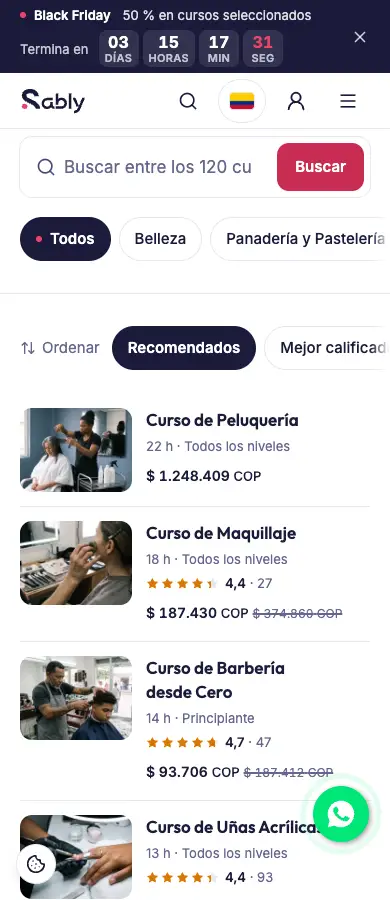 Black Friday 50 % en cursos seleccionados
Termina en 03 DÍAS 15 HORAS 17 MIN 31 SEG
Sably
Buscar entre los 120 cu
Buscar
Todos Belleza Panadería y Pastelería
Ordenar Recomendados Mejor calificad
Curso de Peluquería
22 h · Todos los niveles
$ 1.248.409 COP
Curso de Maquillaje
18 h · Todos los niveles
4,4 · 27
$ 187.430 COP $ 374.860 COP
Curso de Barbería
desde Cero
14 h · Principiante
4,7 · 47
$ 93.706 COP $ 187.412 COP
Curso de Uñas Acrílicas
13 h · Todos los niveles
4,4 · 93